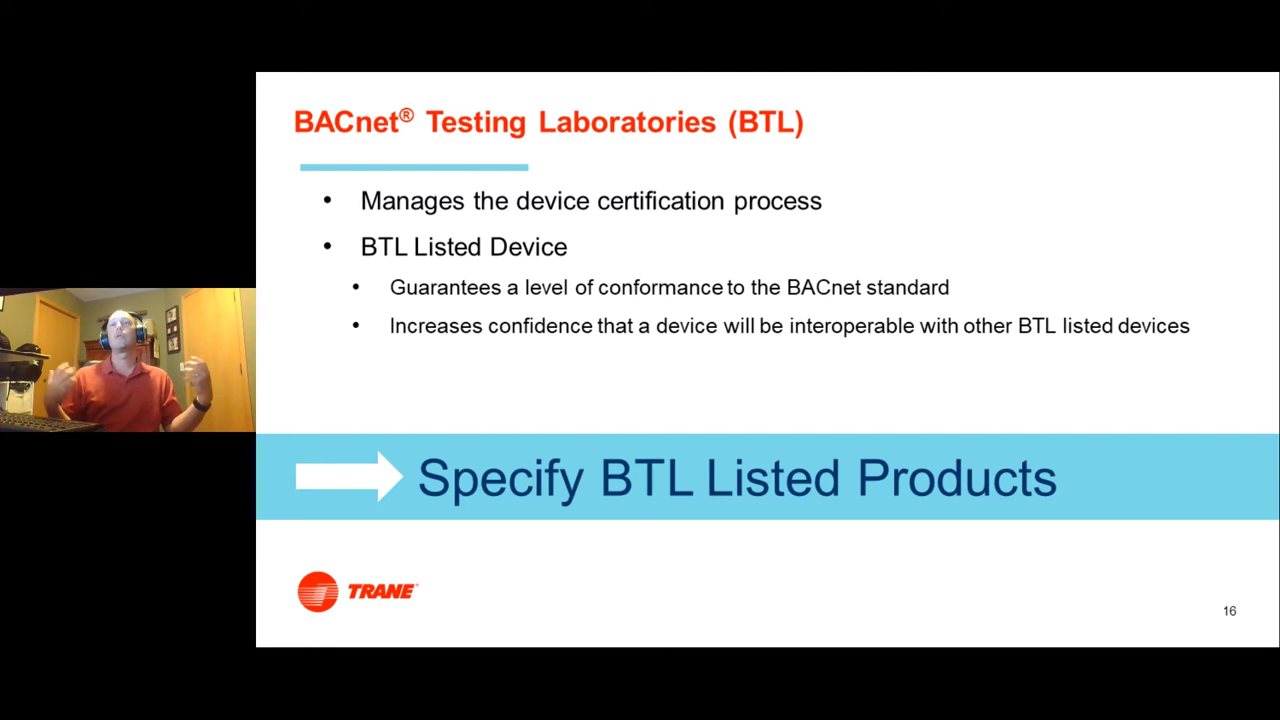 BACnet® Testing Laboratories (BTL)
• Manages the device certification process
• BTL Listed Device
• Guarantees a level of conformance to the BACnet standard
• Increases confidence that a device will be interoperable with other BTL listed devices
Specify BTL Listed Products
TRANE
16